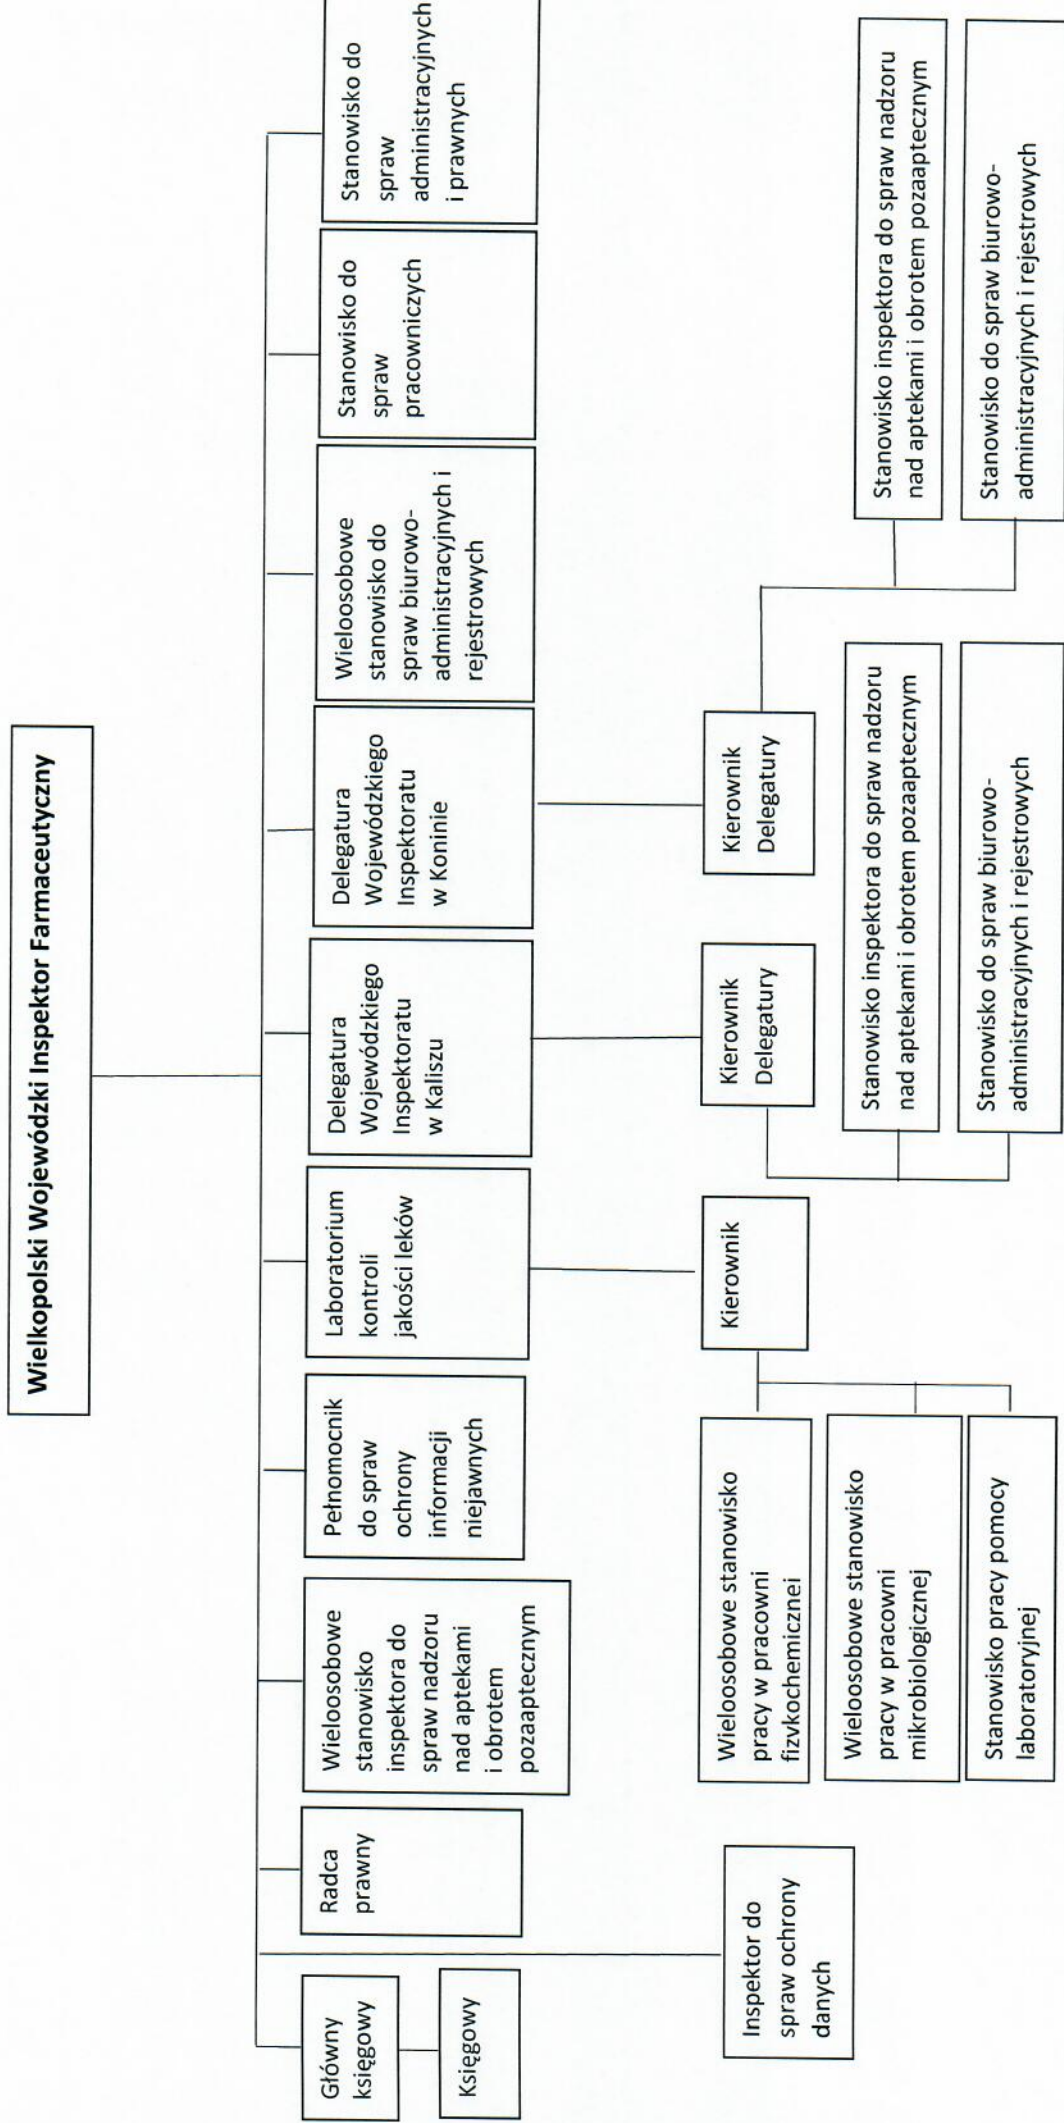 Wielkopolski Wojewódzki Inspektor Farmaceutyczny
Główny
księgowy
Księgowy
Radca
prawny
Wieloosobowe
stanowisko
inspektora do
spraw nadzoru
nad aptekami
i obrotem
pozaaptecznym
Pełnomocnik
do spraw
ochrony
informacji
niejawnych
Laboratorium
kontroli
jakości leków
Delegatura
Wojewódzkiego
Inspektoratu
w Kaliszu
Delegatura
Wojewódzkiego
Inspektoratu
w Koninie
Wieloosobowe
stanowisko do
spraw biurowo-
administracyjnych i
rejestrowych
Stanowisko do
spraw
pracowniczych
Stanowisko do
spraw
administracyjnych
i prawnych
Inspektor do
spraw ochrony
danych
Wieloosobowe stanowisko
pracy w pracowni
fizvkochemicznei
Wieloosobowe stanowisko
pracy w pracowni
mikrobiologicznej
Stanowisko pracy pomocy
laboratoryjnej
Kierownik
Kierownik
Delegatury
Stanowisko inspektora do spraw nadzoru
nad aptekami i obrotem pozaaptecznym
Stanowisko do spraw biurowo-
administracyjnych i rejestrowych
Kierownik
Delegatury
Stanowisko inspektora do spraw nadzoru
nad aptekami i obrotem pozaaptecznym
Stanowisko do spraw biurowo-
administracyjnych i rejestrowych